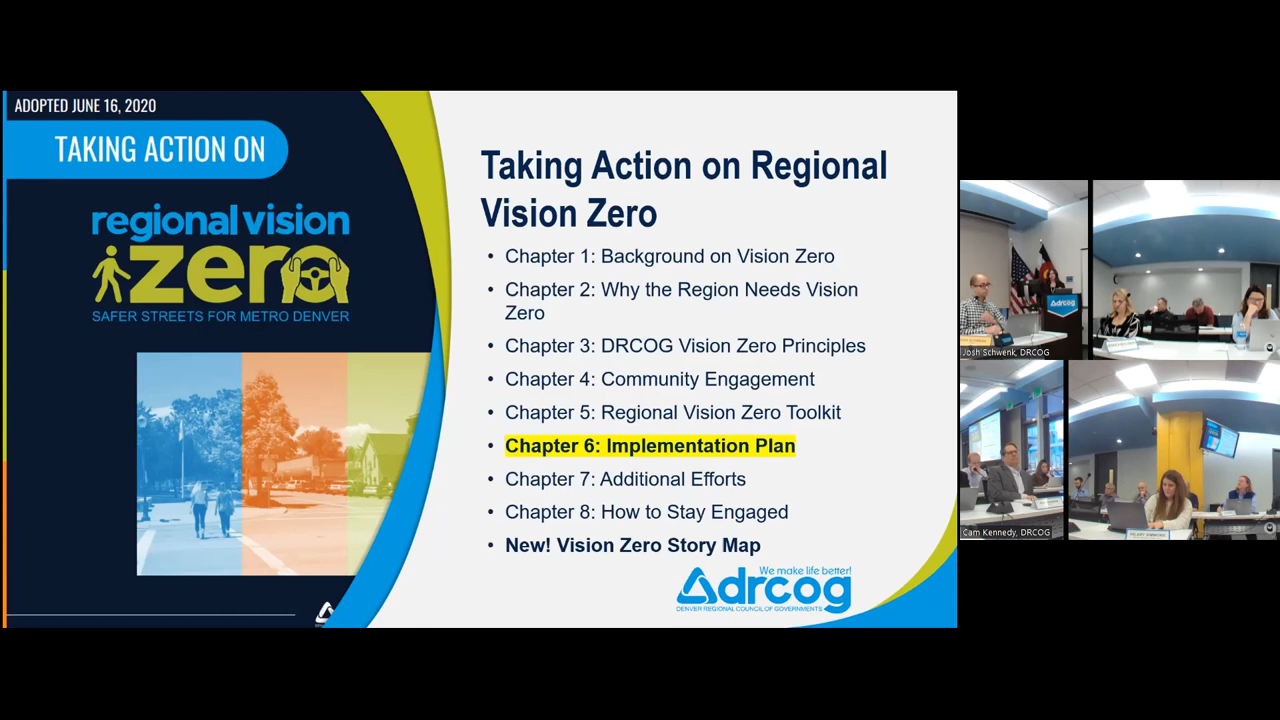 ADOPTED JUNE 16, 2020
TAKING ACTION ON
regional vision
zero
SAFER STREETS FOR METRO DENVER
Taking Action on Regional
Vision Zero
• Chapter 1: Background on Vision Zero
• Chapter 2: Why the Region Needs Vision
Zero
• Chapter 3: DRCOG Vision Zero Principles
• Chapter 4: Community Engagement
• Chapter 5: Regional Vision Zero Toolkit
• Chapter 6: Implementation Plan
• Chapter 7: Additional Efforts
• Chapter 8: How to Stay Engaged
• New! Vision Zero Story Map
We make life better!
drcog
DENVER REGIONAL COUNCIL OF GOVERNMENTS
drcog
Josh Schwenk, DRCOG
Cam Kennedy, DRCOG